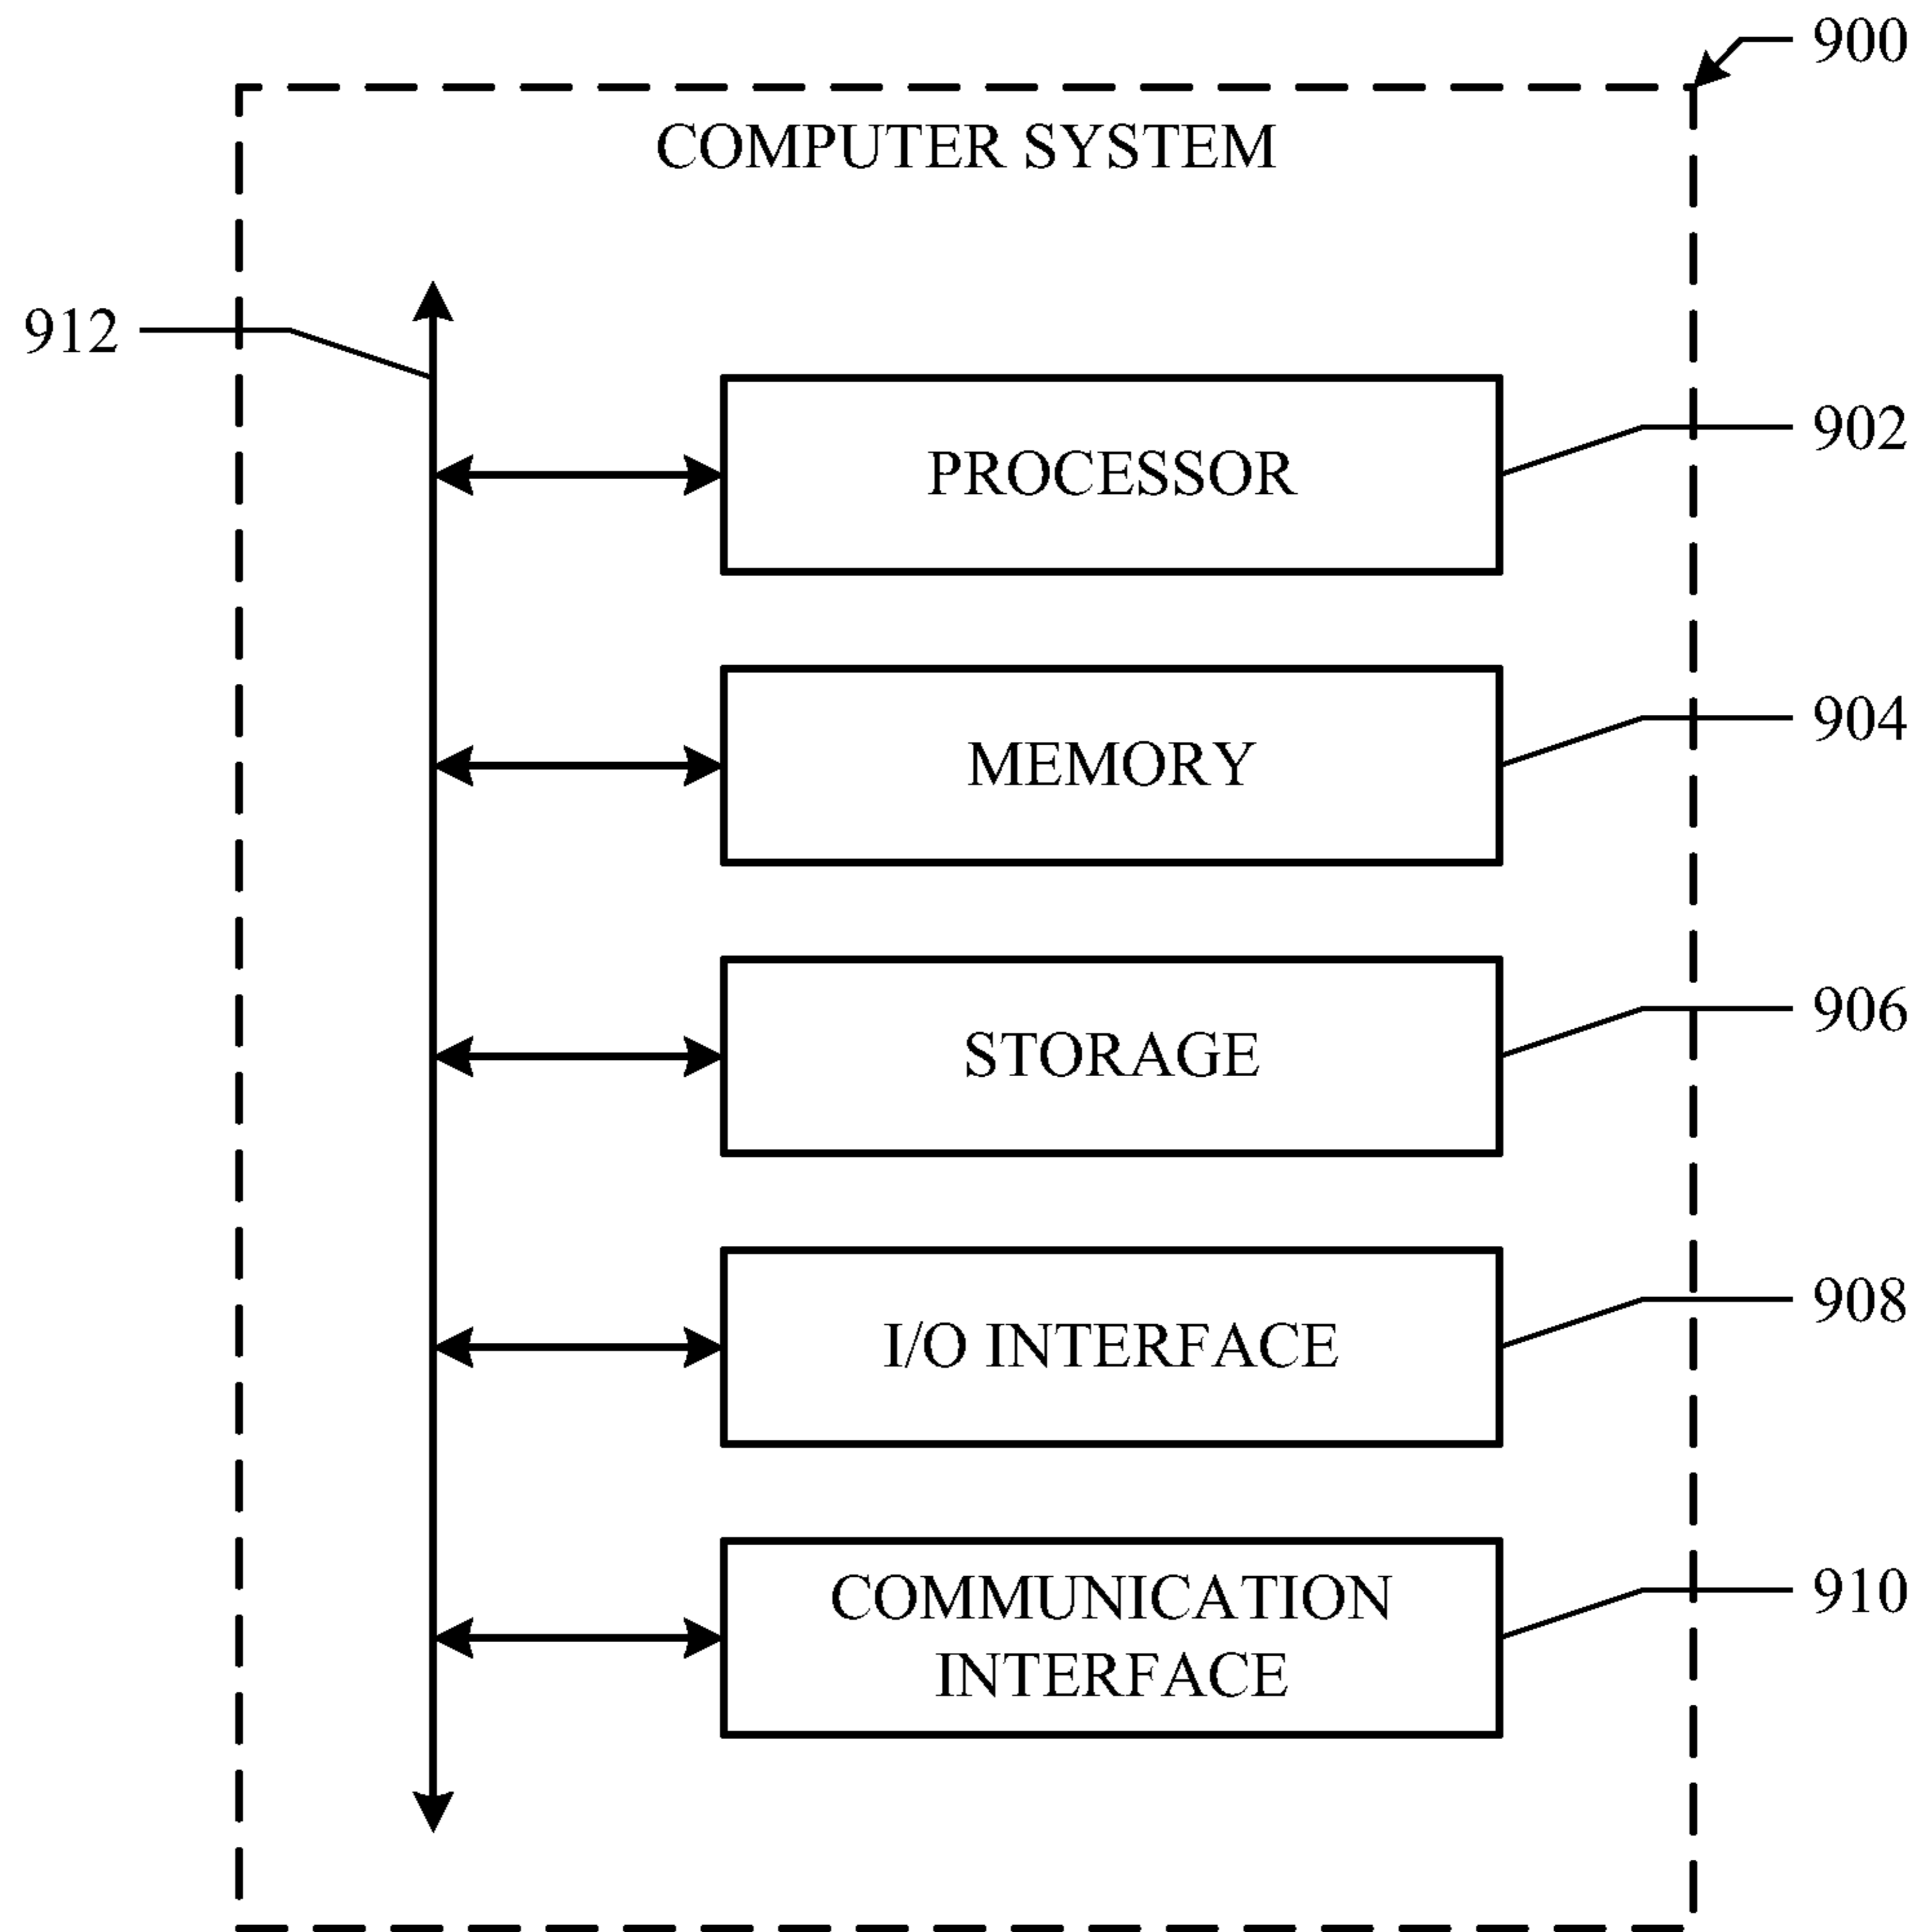 900
COMPUTER SYSTEM
912
PROCESSOR
902
MEMORY
904
STORAGE
906
I/O INTERFACE
908
COMMUNICATION
INTERFACE
910